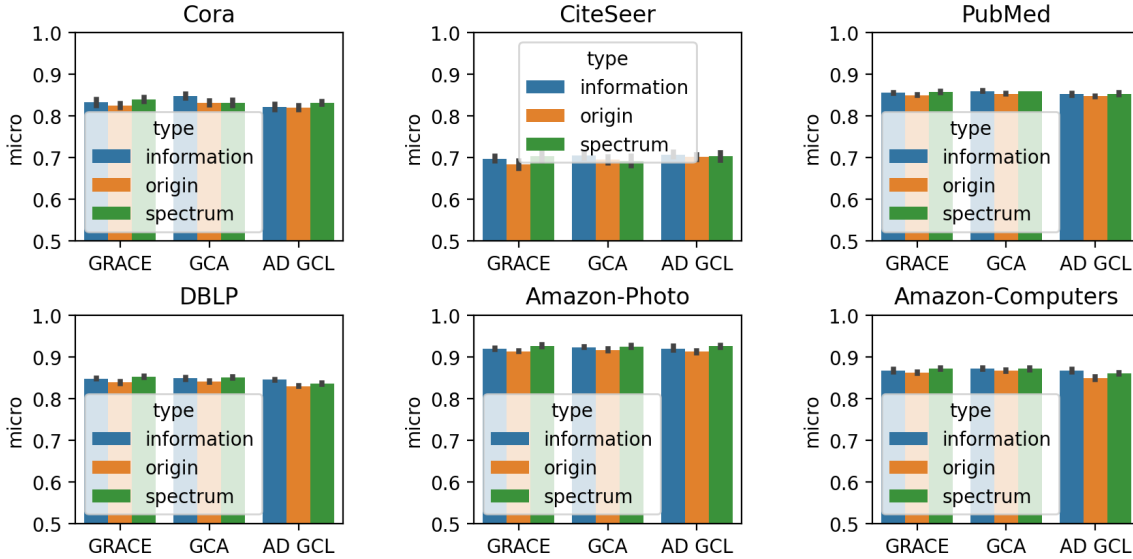 Cora
CiteSeer
PubMed
1.0
0.9
0.8
0.7
0.6
0.5
micro
type
information
origin
spectrum
GRACE GCA AD GCL
1.0
0.9
0.8
0.7
0.6
0.5
micro
type
information
origin
spectrum
GRACE GCA AD GCL
1.0
0.9
0.8
0.7
0.6
0.5
micro
type
information
origin
spectrum
GRACE GCA AD GCL
DBLP
Amazon-Photo
Amazon-Computers
1.0
0.9
0.8
0.7
0.6
0.5
micro
type
information
origin
spectrum
GRACE GCA AD GCL
1.0
0.9
0.8
0.7
0.6
0.5
micro
type
information
origin
spectrum
GRACE GCA AD GCL
1.0
0.9
0.8
0.7
0.6
0.5
micro
type
information
origin
spectrum
GRACE GCA AD GCL